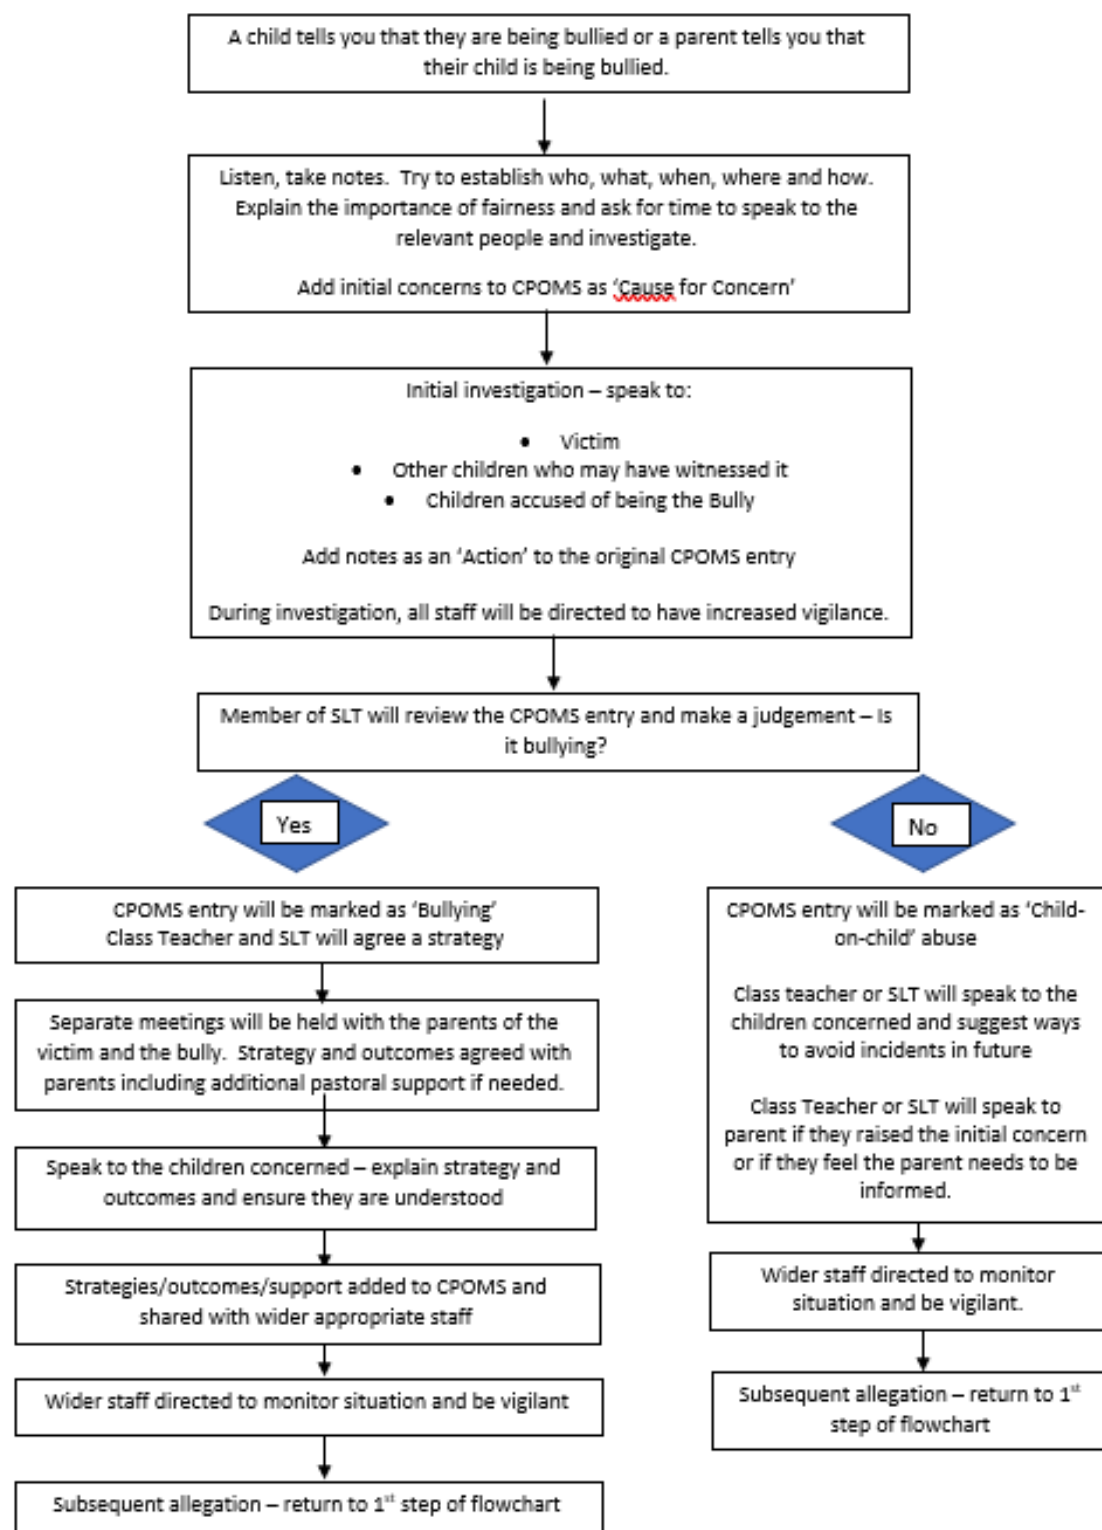 A child tells you that they are being bullied or a parent tells you that
their child is being bullied.
Listen, take notes. Try to establish who, what, when, where and how.
Explain the importance of fairness and ask for time to speak to the
relevant people and investigate.
Add initial concerns to CPOMS as ‘Cause for Concern’
Initial investigation – speak to:
• Victim
• Other children who may have witnessed it
• Children accused of being the Bully
Add notes as an ‘Action’ to the original CPOMS entry
During investigation, all staff will be directed to have increased vigilance.
Member of SLT will review the CPOMS entry and make a judgement – Is
it bullying?
Yes
CPOMS entry will be marked as ‘Bullying’
Class Teacher and SLT will agree a strategy
Separate meetings will be held with the parents of the
victim and the bully. Strategy and outcomes agreed with
parents including additional pastoral support if needed.
Speak to the children concerned – explain strategy and
outcomes and ensure they are understood
Strategies/outcomes/support added to CPOMS and
shared with wider appropriate staff
Wider staff directed to monitor situation and be vigilant
Subsequent allegation – return to 1st step of flowchart
No
CPOMS entry will be marked as ‘Child-
on-child’ abuse
Class teacher or SLT will speak to the
children concerned and suggest ways
to avoid incidents in future
Class Teacher or SLT will speak to
parent if they raised the initial concern
or if they feel the parent needs to be
informed.
Wider staff directed to monitor
situation and be vigilant.
Subsequent allegation – return to 1st
step of flowchart